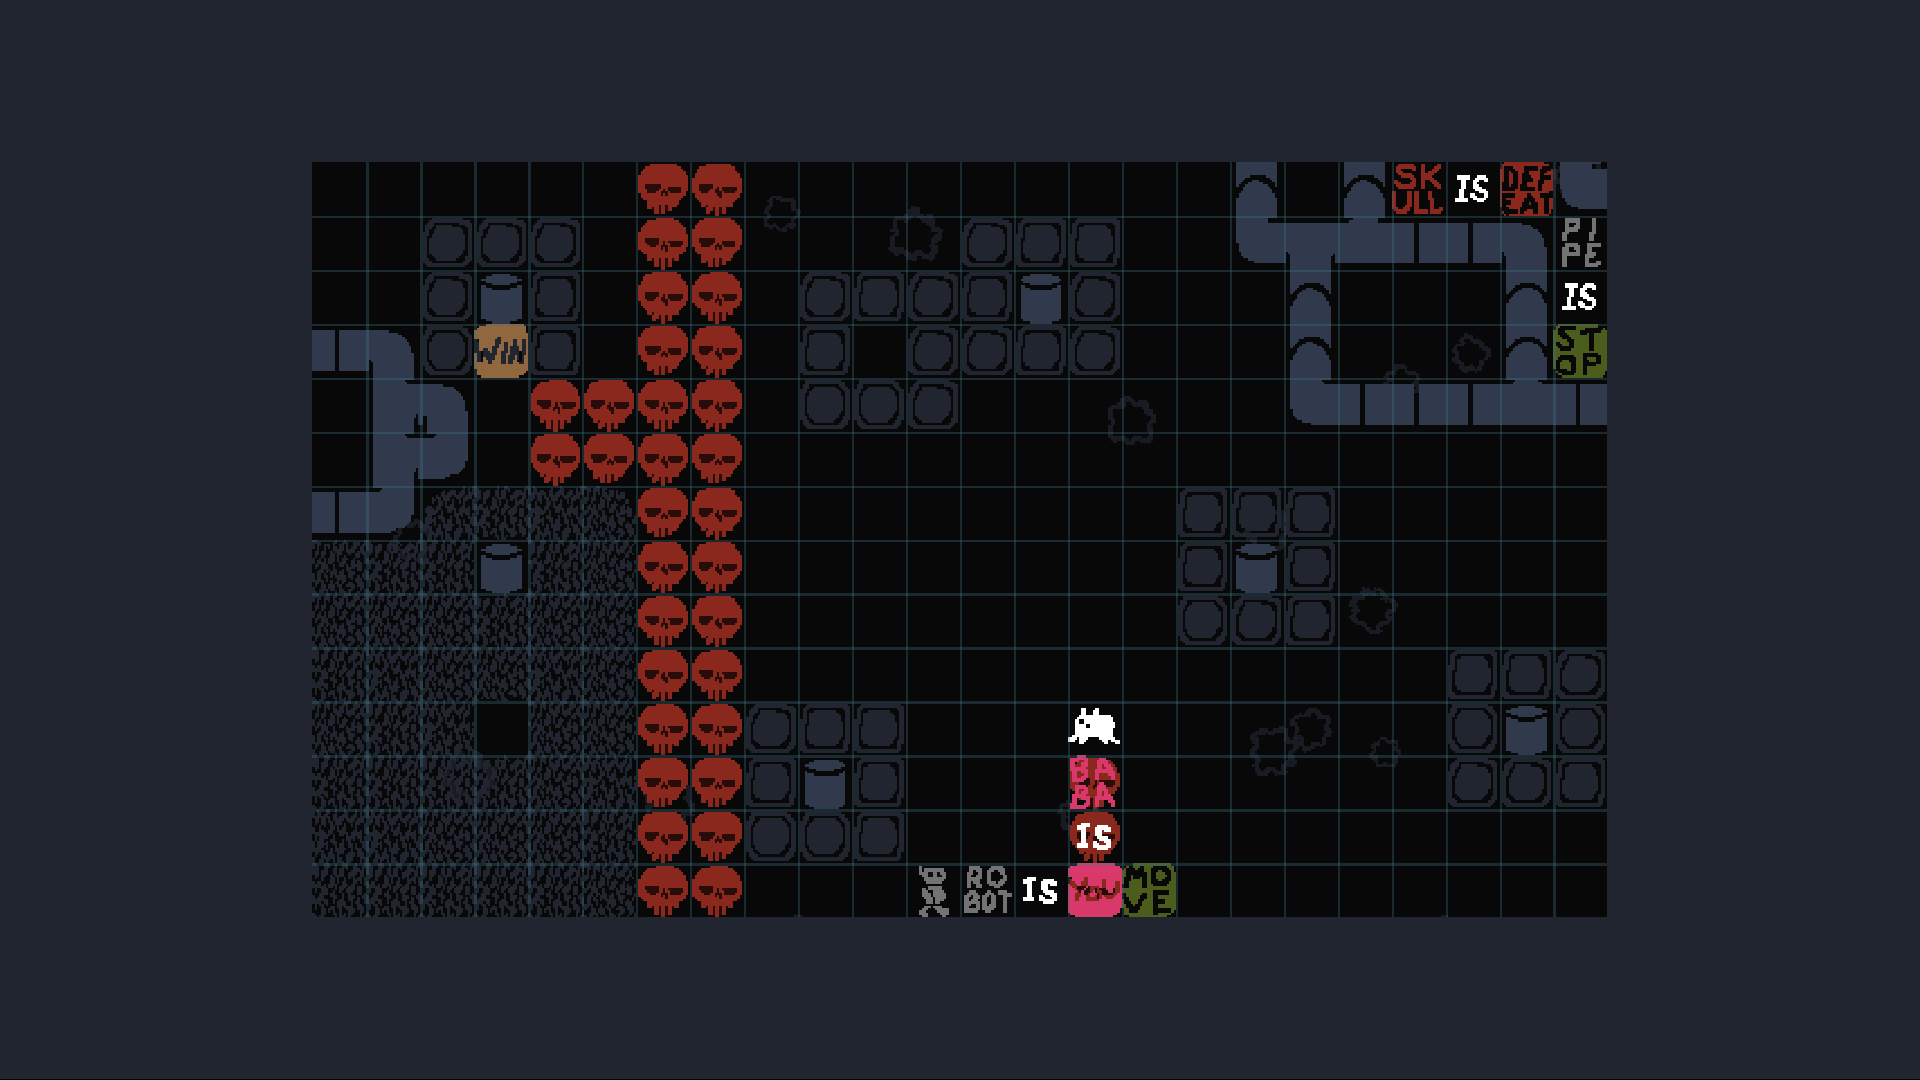 SKULL IS DEFEAT
PIPE
IS
STOP
WIN
BABA
IS
ROBOT IS YOU MOVE